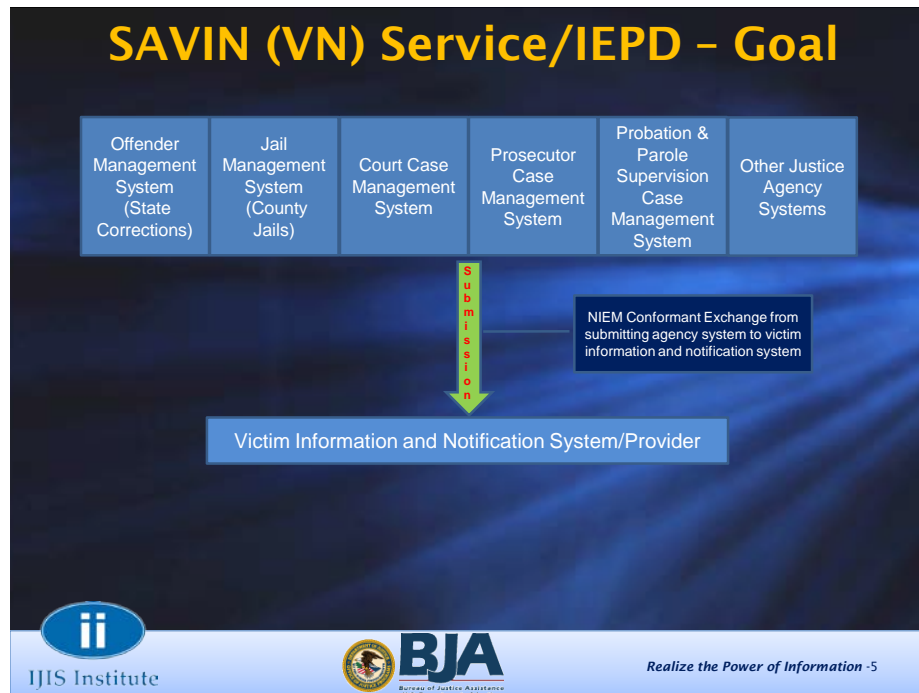 SAVIN (VN) Service/IEPD – Goal
Offender
Management
System
(State
Corrections)
Jail
Management
System
(County
Jails)
Court Case
Management
System
Prosecutor
Case
Management
System
Probation &
Parole
Supervision
Case
Management
System
Other Justice
Agency
Systems
Submission
NIEM Conformant Exchange from
submitting agency system to victim
information and notification system
Victim Information and Notification System/Provider
ii
IJIS Institute
BJA
Bureau of Justice Assistance
Realize the Power of Information -5